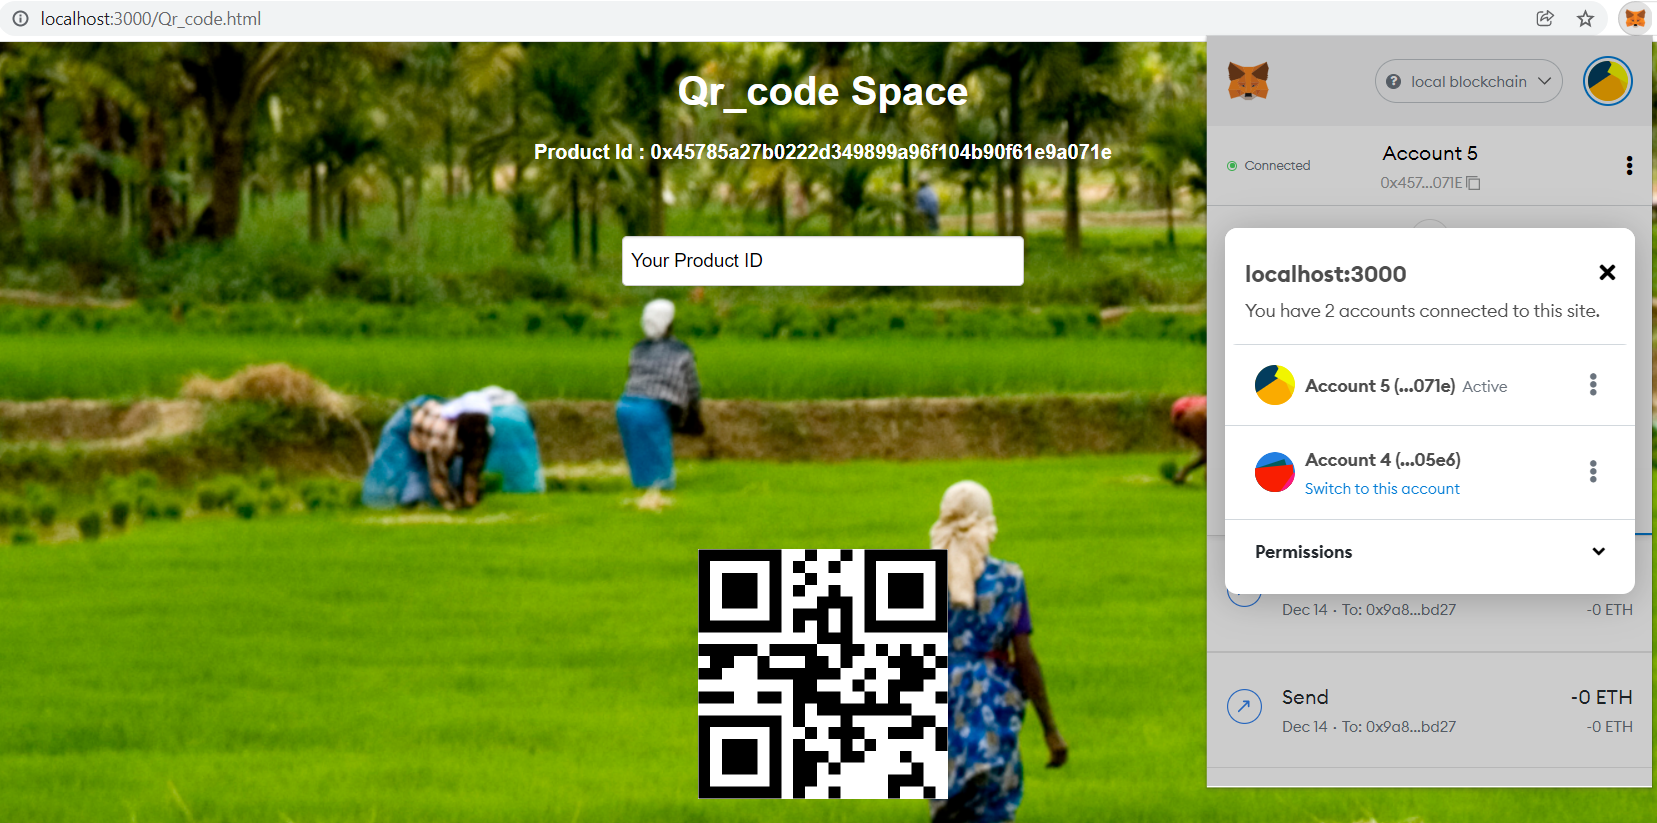 localhost:3000/Qr_code.html
Qr_code Space
Product Id : 0x45785a27b0222d349899a96f104b90f61e9a071e
Your Product ID
local blockchain
Connected
Account 5
0x457...071E
localhost:3000
You have 2 accounts connected to this site.
Account 5 (...071e) Active
Account 4 (...05e6)
Switch to this account
Permissions
Dec 14 · To: 0x9a8...bd27 -0 ETH
Send -0 ETH
Dec 14 · To: 0x9a8...bd27 -0 ETH